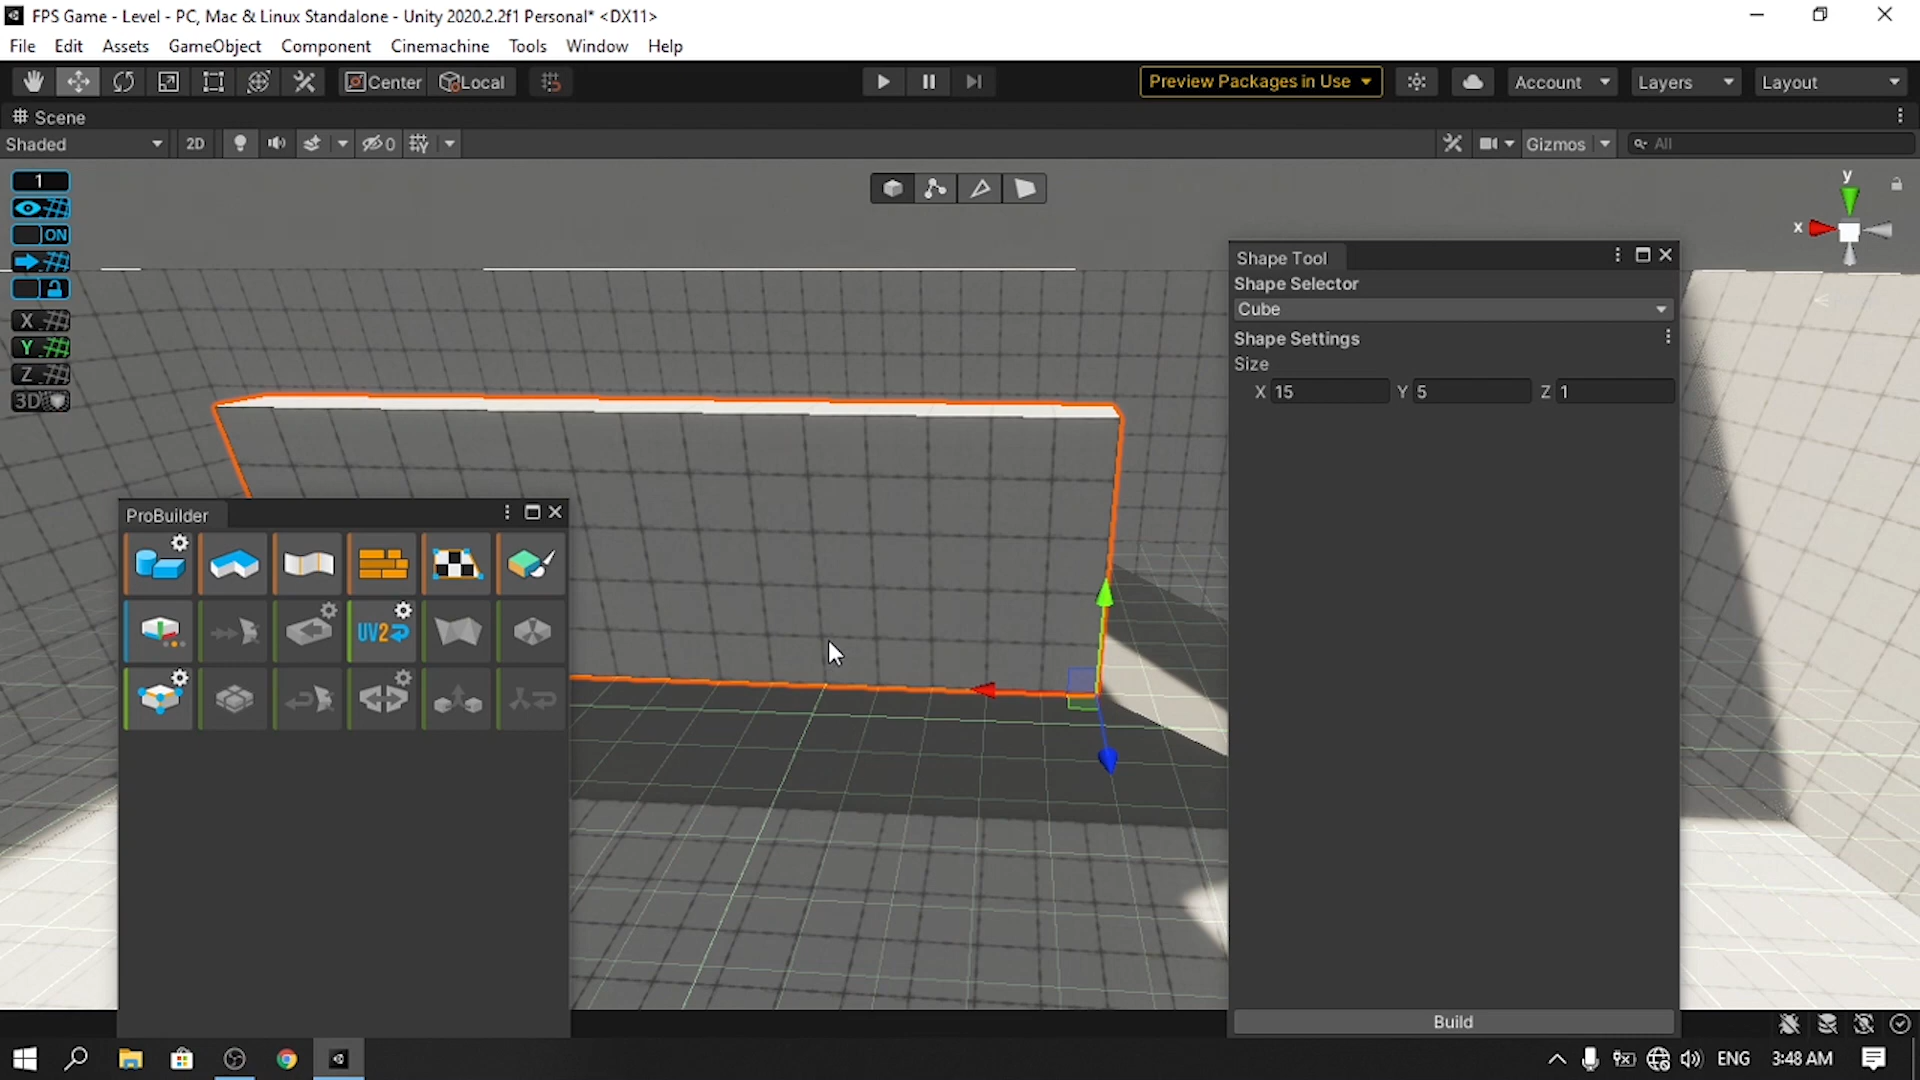 FPS Game - Level - PC, Mac & Linux Standalone - Unity 2020.2.2f1 Personal* <DX11>
File Edit Assets GameObject Component Cinemachine Tools Window Help
Center Local Preview Packages in Use Account Layers Layout
Scene
Shaded 2D 0 Gizmos All
1
ON
X
Y
Z
3D
y
x
Shape Tool
Shape Selector
Cube
Shape Settings
Size
X 15 Y 5 Z 1
Build
ProBuilder
UV2
ENG 3:48 AM